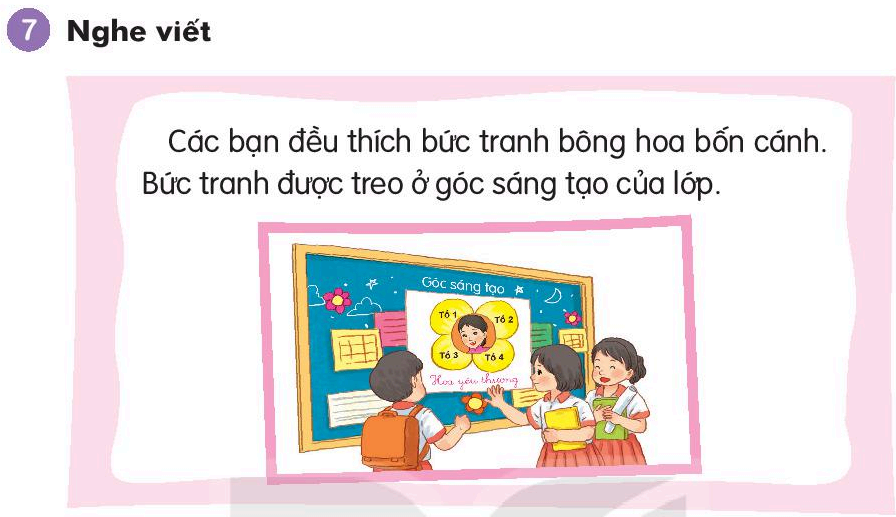 7 Nghe viết
Các bạn đều thích bức tranh bông hoa bốn cánh.
Bức tranh được treo ở góc sáng tạo của lớp.
Góc sáng tạo
Tổ 1
Tổ 2
Tổ 3
Tổ 4
Hoa yêu thương